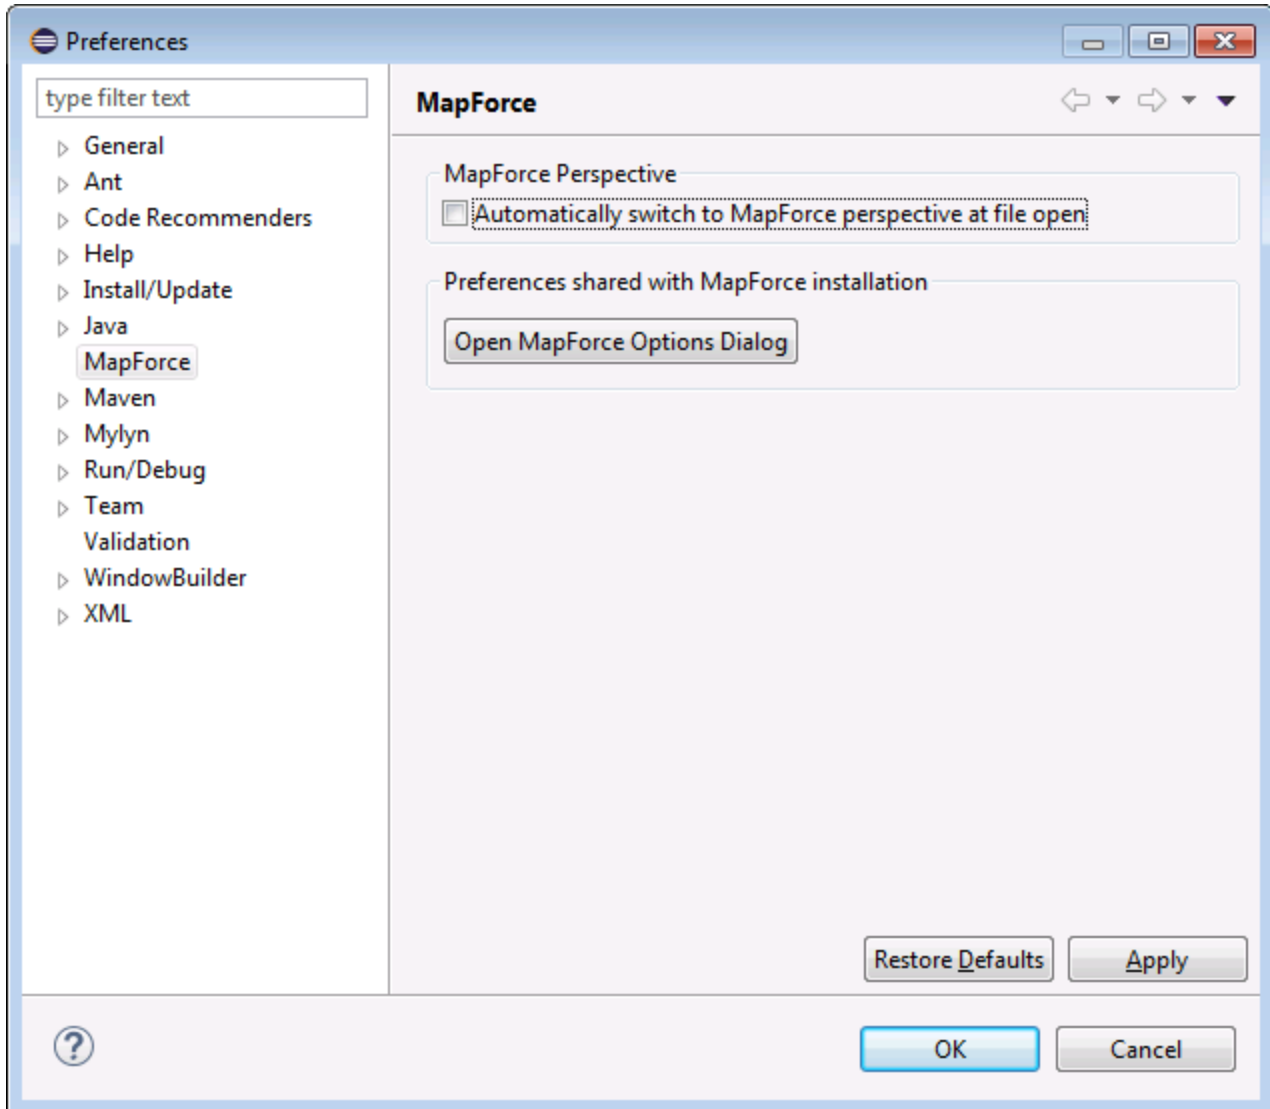 Preferences
type filter text
General
Ant
Code Recommenders
Help
Install/Update
Java
MapForce
Maven
Mylyn
Run/Debug
Team
Validation
WindowBuilder
XML
MapForce
MapForce Perspective
Automatically switch to MapForce perspective at file open
Preferences shared with MapForce installation
Open MapForce Options Dialog
Restore Defaults
Apply
?
OK
Cancel